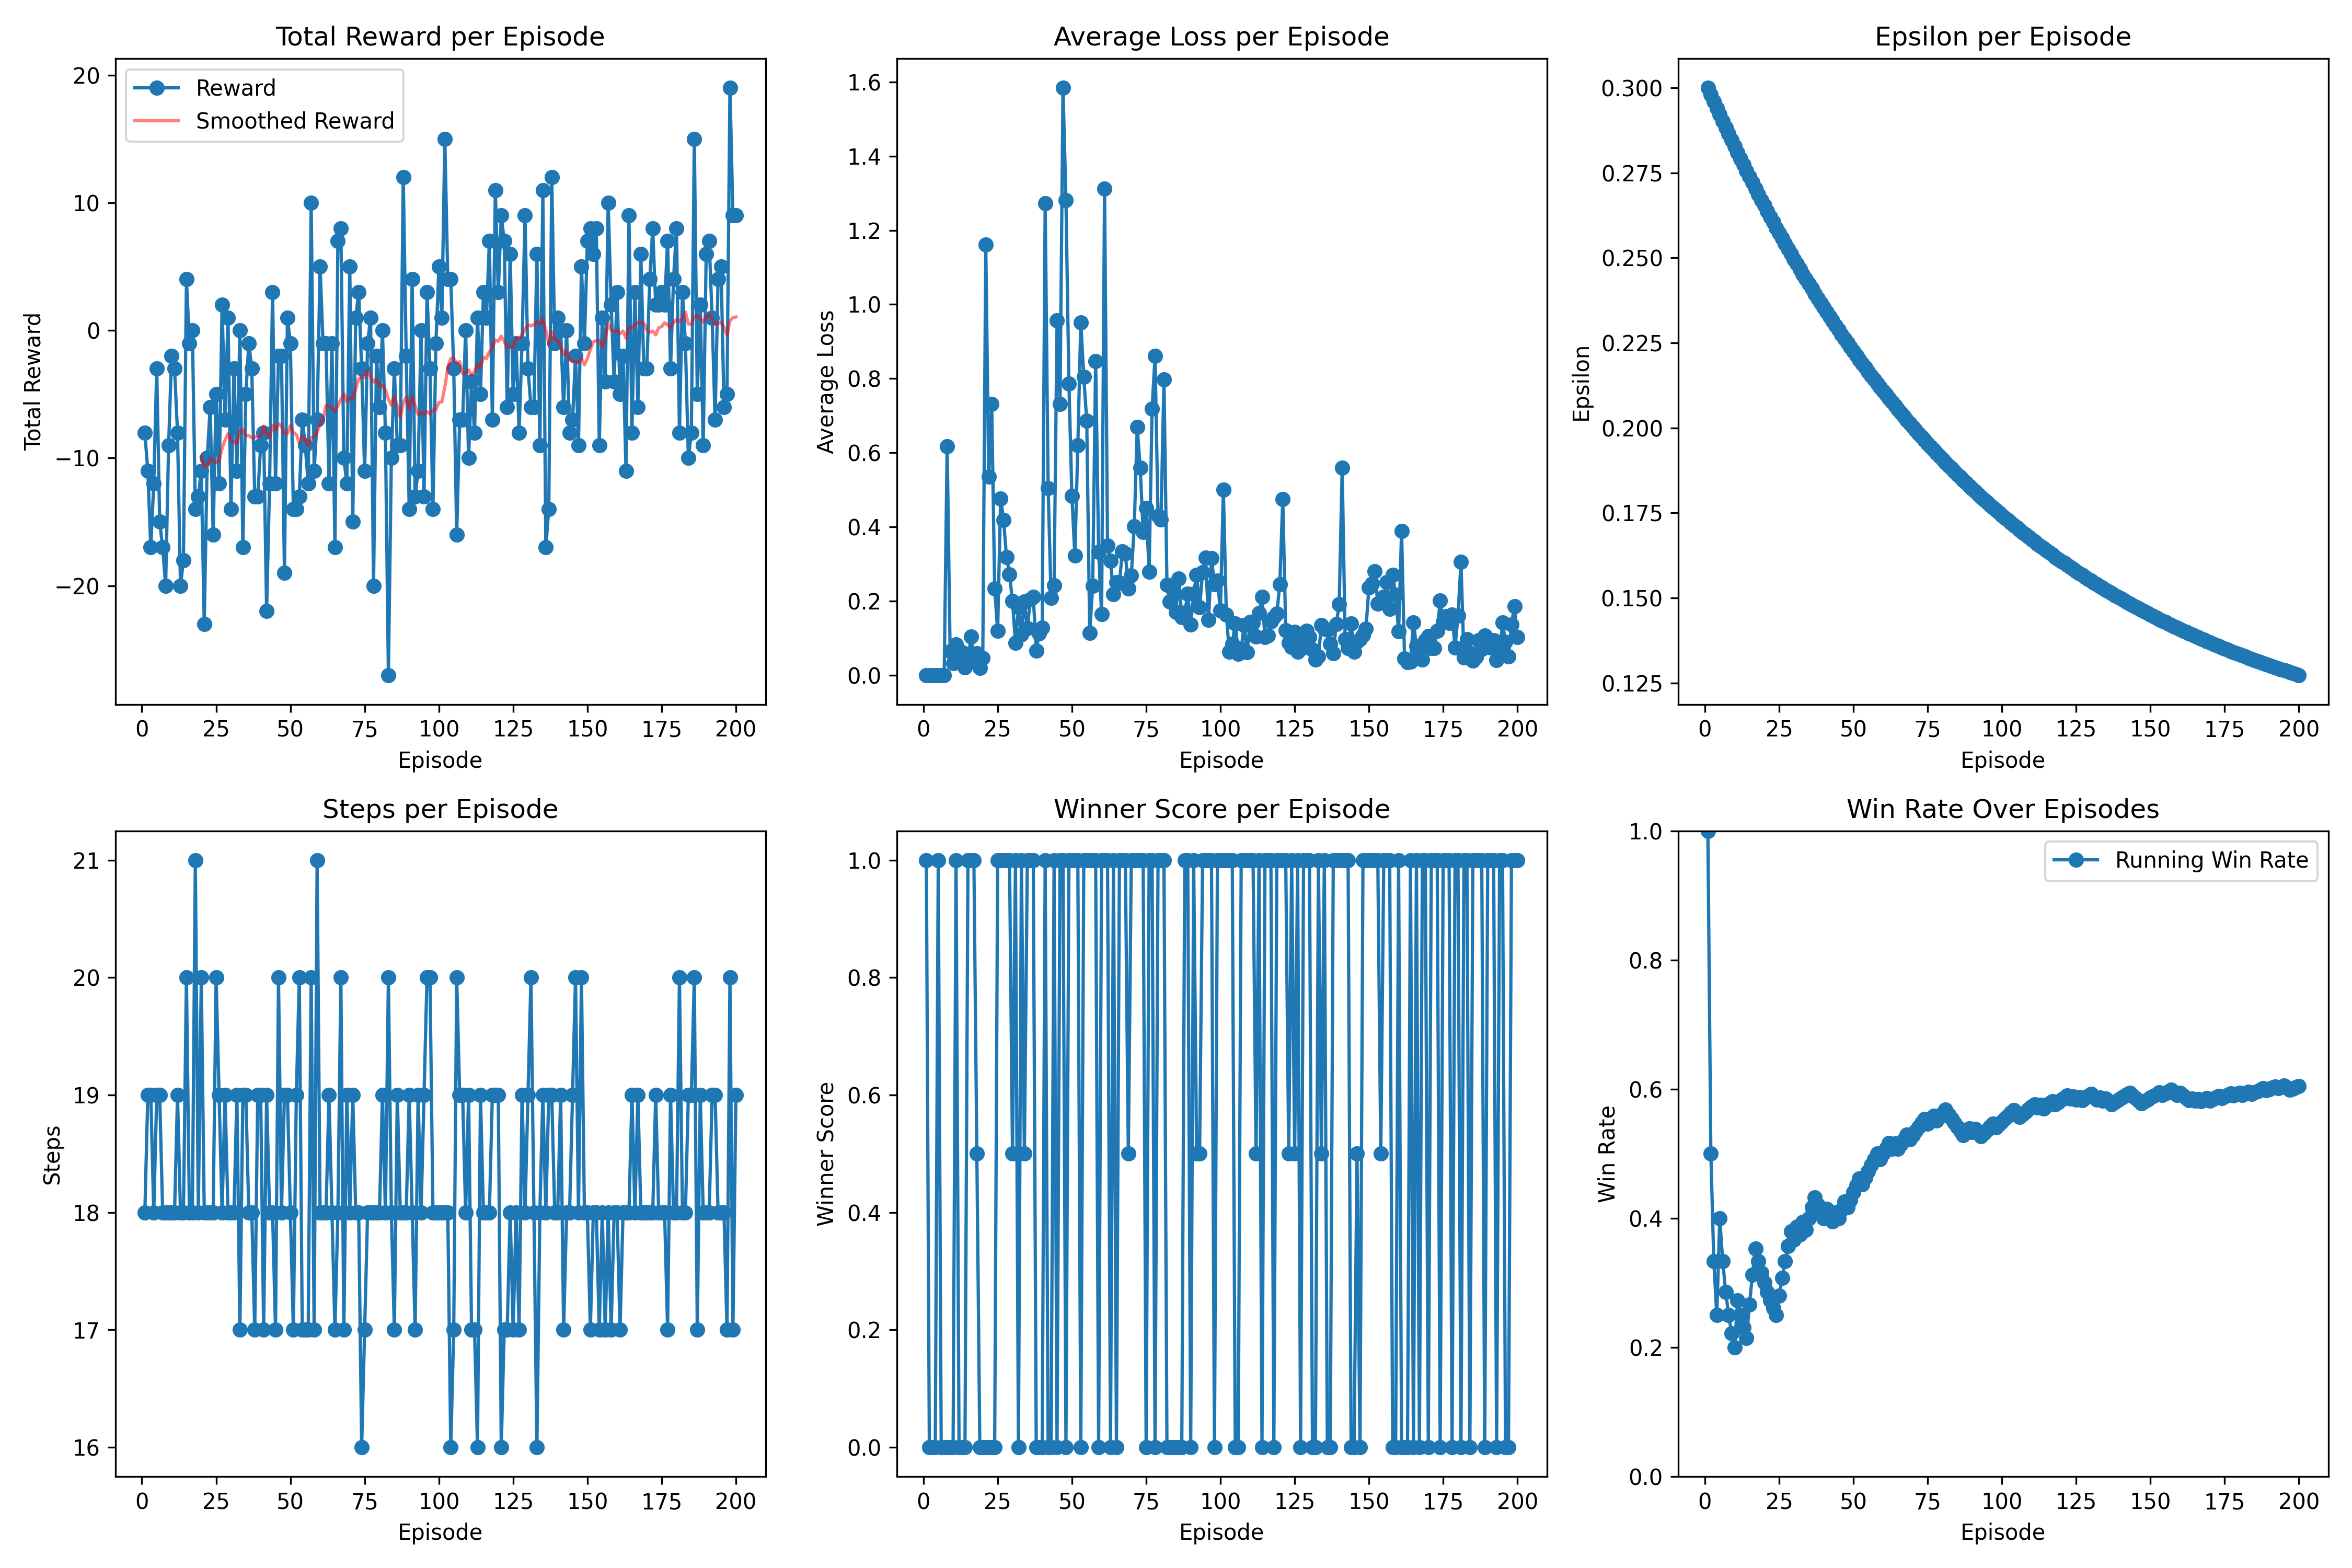 Total Reward per Episode
Reward
Smoothed Reward
20
10
0
−10
−20
Total Reward
0 25 50 75 100 125 150 175 200
Episode
Average Loss per Episode
1.6
1.4
1.2
1.0
0.8
0.6
0.4
0.2
0.0
Average Loss
0 25 50 75 100 125 150 175 200
Episode
Epsilon per Episode
0.300
0.275
0.250
0.225
0.200
0.175
0.150
0.125
Epsilon
0 25 50 75 100 125 150 175 200
Episode
Steps per Episode
21
20
19
18
17
16
Steps
0 25 50 75 100 125 150 175 200
Episode
Winner Score per Episode
1.0
0.8
0.6
0.4
0.2
0.0
Winner Score
0 25 50 75 100 125 150 175 200
Episode
Win Rate Over Episodes
Running Win Rate
1.0
0.8
0.6
0.4
0.2
0.0
Win Rate
0 25 50 75 100 125 150 175 200
Episode